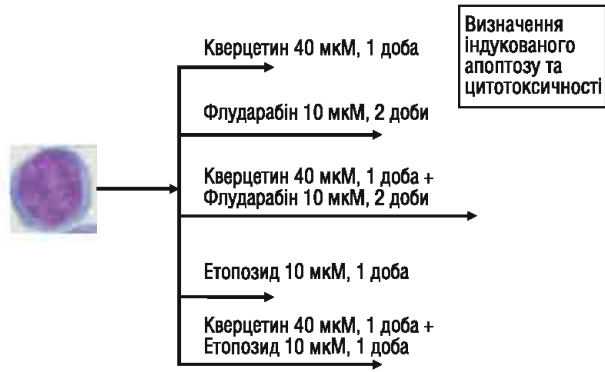 Кверцетин 40 мкМ, 1 доба
Флударабін 10 мкМ, 2 доби
Кверцетин 40 мкМ, 1 доба +
Флударабін 10 мкМ, 2 доби
Етопозид 10 мкМ, 1 доба
Кверцетин 40 мкМ, 1 доба +
Етопозид 10 мкМ, 1 доба
Визначення
індукованого
апоптозу та
цитотоксичності